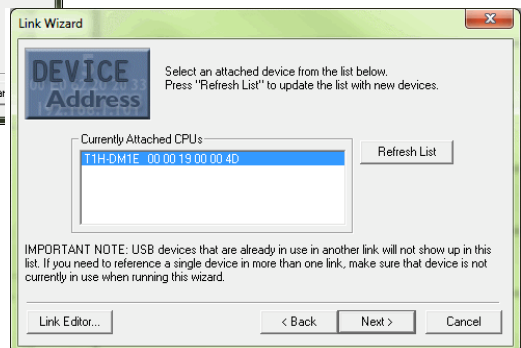 Link Wizard
DEVICE
Address
Select an attached device from the list below.
Press "Refresh List" to update the list with new devices.
Currently Attached CPUs
T1H-DM1E 00 00 19 00 00 4D
Refresh List
IMPORTANT NOTE: USB devices that are already in use in another link will not show up in this
list. If you need to reference a single device in more than one link, make sure that device is not
currently in use when running this wizard.
Link Editor...
< Back
Next >
Cancel